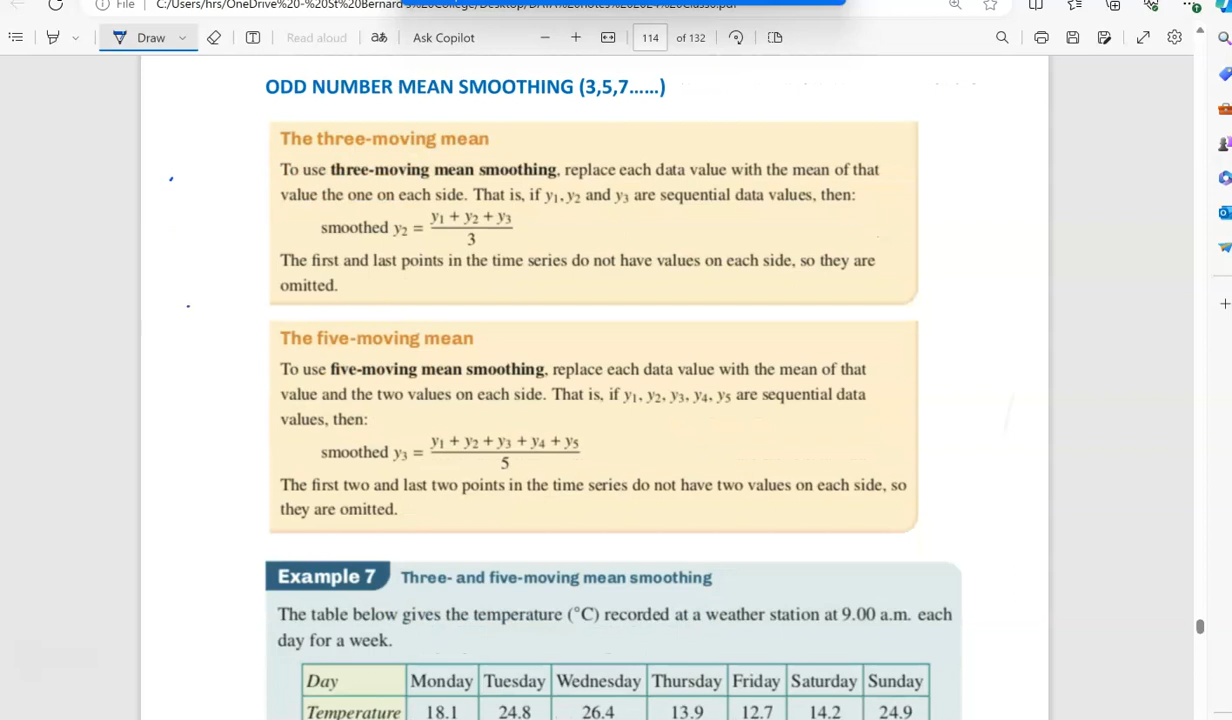 File
Draw
Read aloud
Ask Copilot
114 of 132
ODD NUMBER MEAN SMOOTHING (3,5,7……)
The three-moving mean
To use three-moving mean smoothing, replace each data value with the mean of that
value the one on each side. That is, if y₁, y₂ and y₃ are sequential data values, then:
smoothed y₂ = (y₁ + y₂ + y₃)/3
The first and last points in the time series do not have values on each side, so they are
omitted.
The five-moving mean
To use five-moving mean smoothing, replace each data value with the mean of that
value and the two values on each side. That is, if y₁, y₂, y₃, y₄, y₅ are sequential data
values, then:
smoothed y₃ = (y₁ + y₂ + y₃ + y₄ + y₅)/5
The first two and last two points in the time series do not have two values on each side, so
they are omitted.
Example 7 Three- and five-moving mean smoothing
The table below gives the temperature (°C) recorded at a weather station at 9.00 a.m. each
day for a week.
Day Monday Tuesday Wednesday Thursday Friday Saturday Sunday
Temperature 18.1 24.8 26.4 13.9 12.7 14.2 24.9